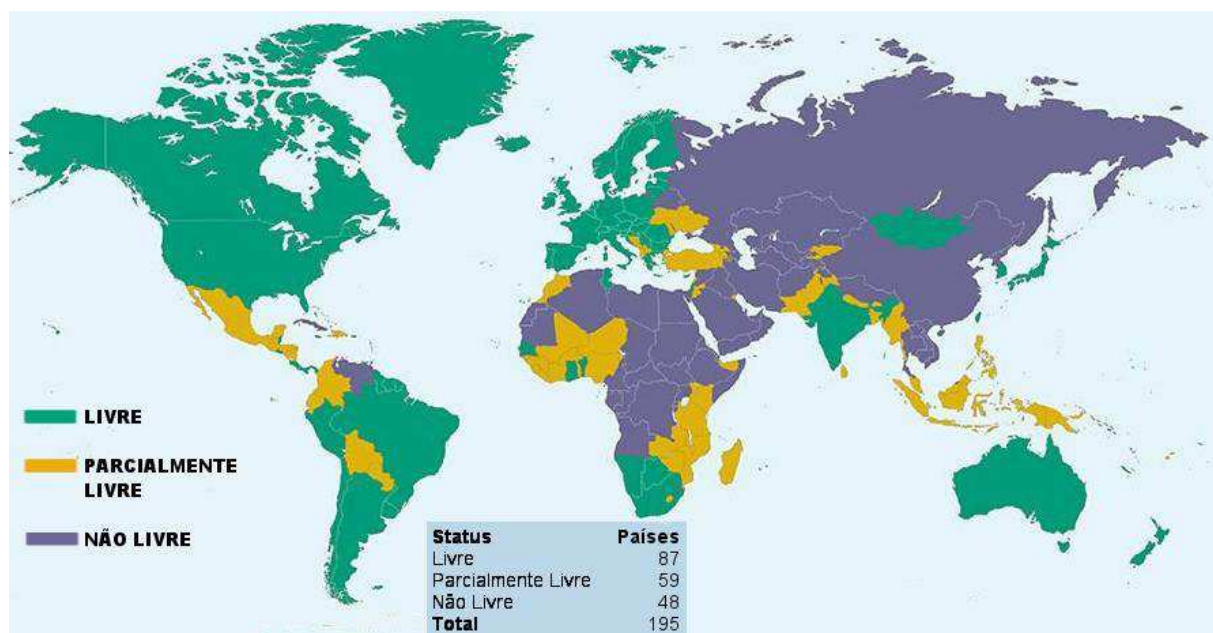 LIVRE
PARCIALMENTE
LIVRE
NÃO LIVRE
Status Países
Livre 87
Parcialmente Livre 59
Não Livre 48
Total 195